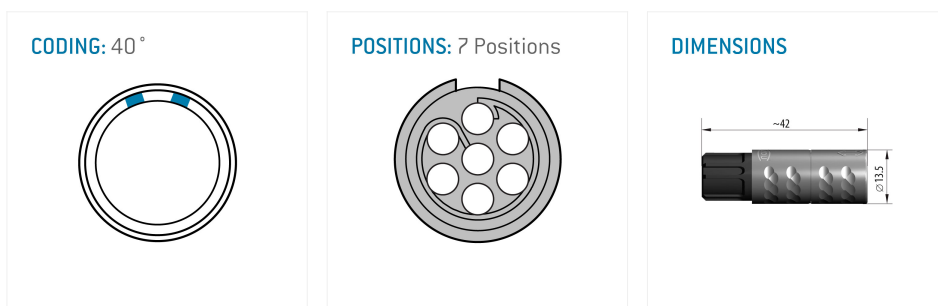 CODING: 40°
POSITIONS: 7 Positions
DIMENSIONS
~42
⌀13.5